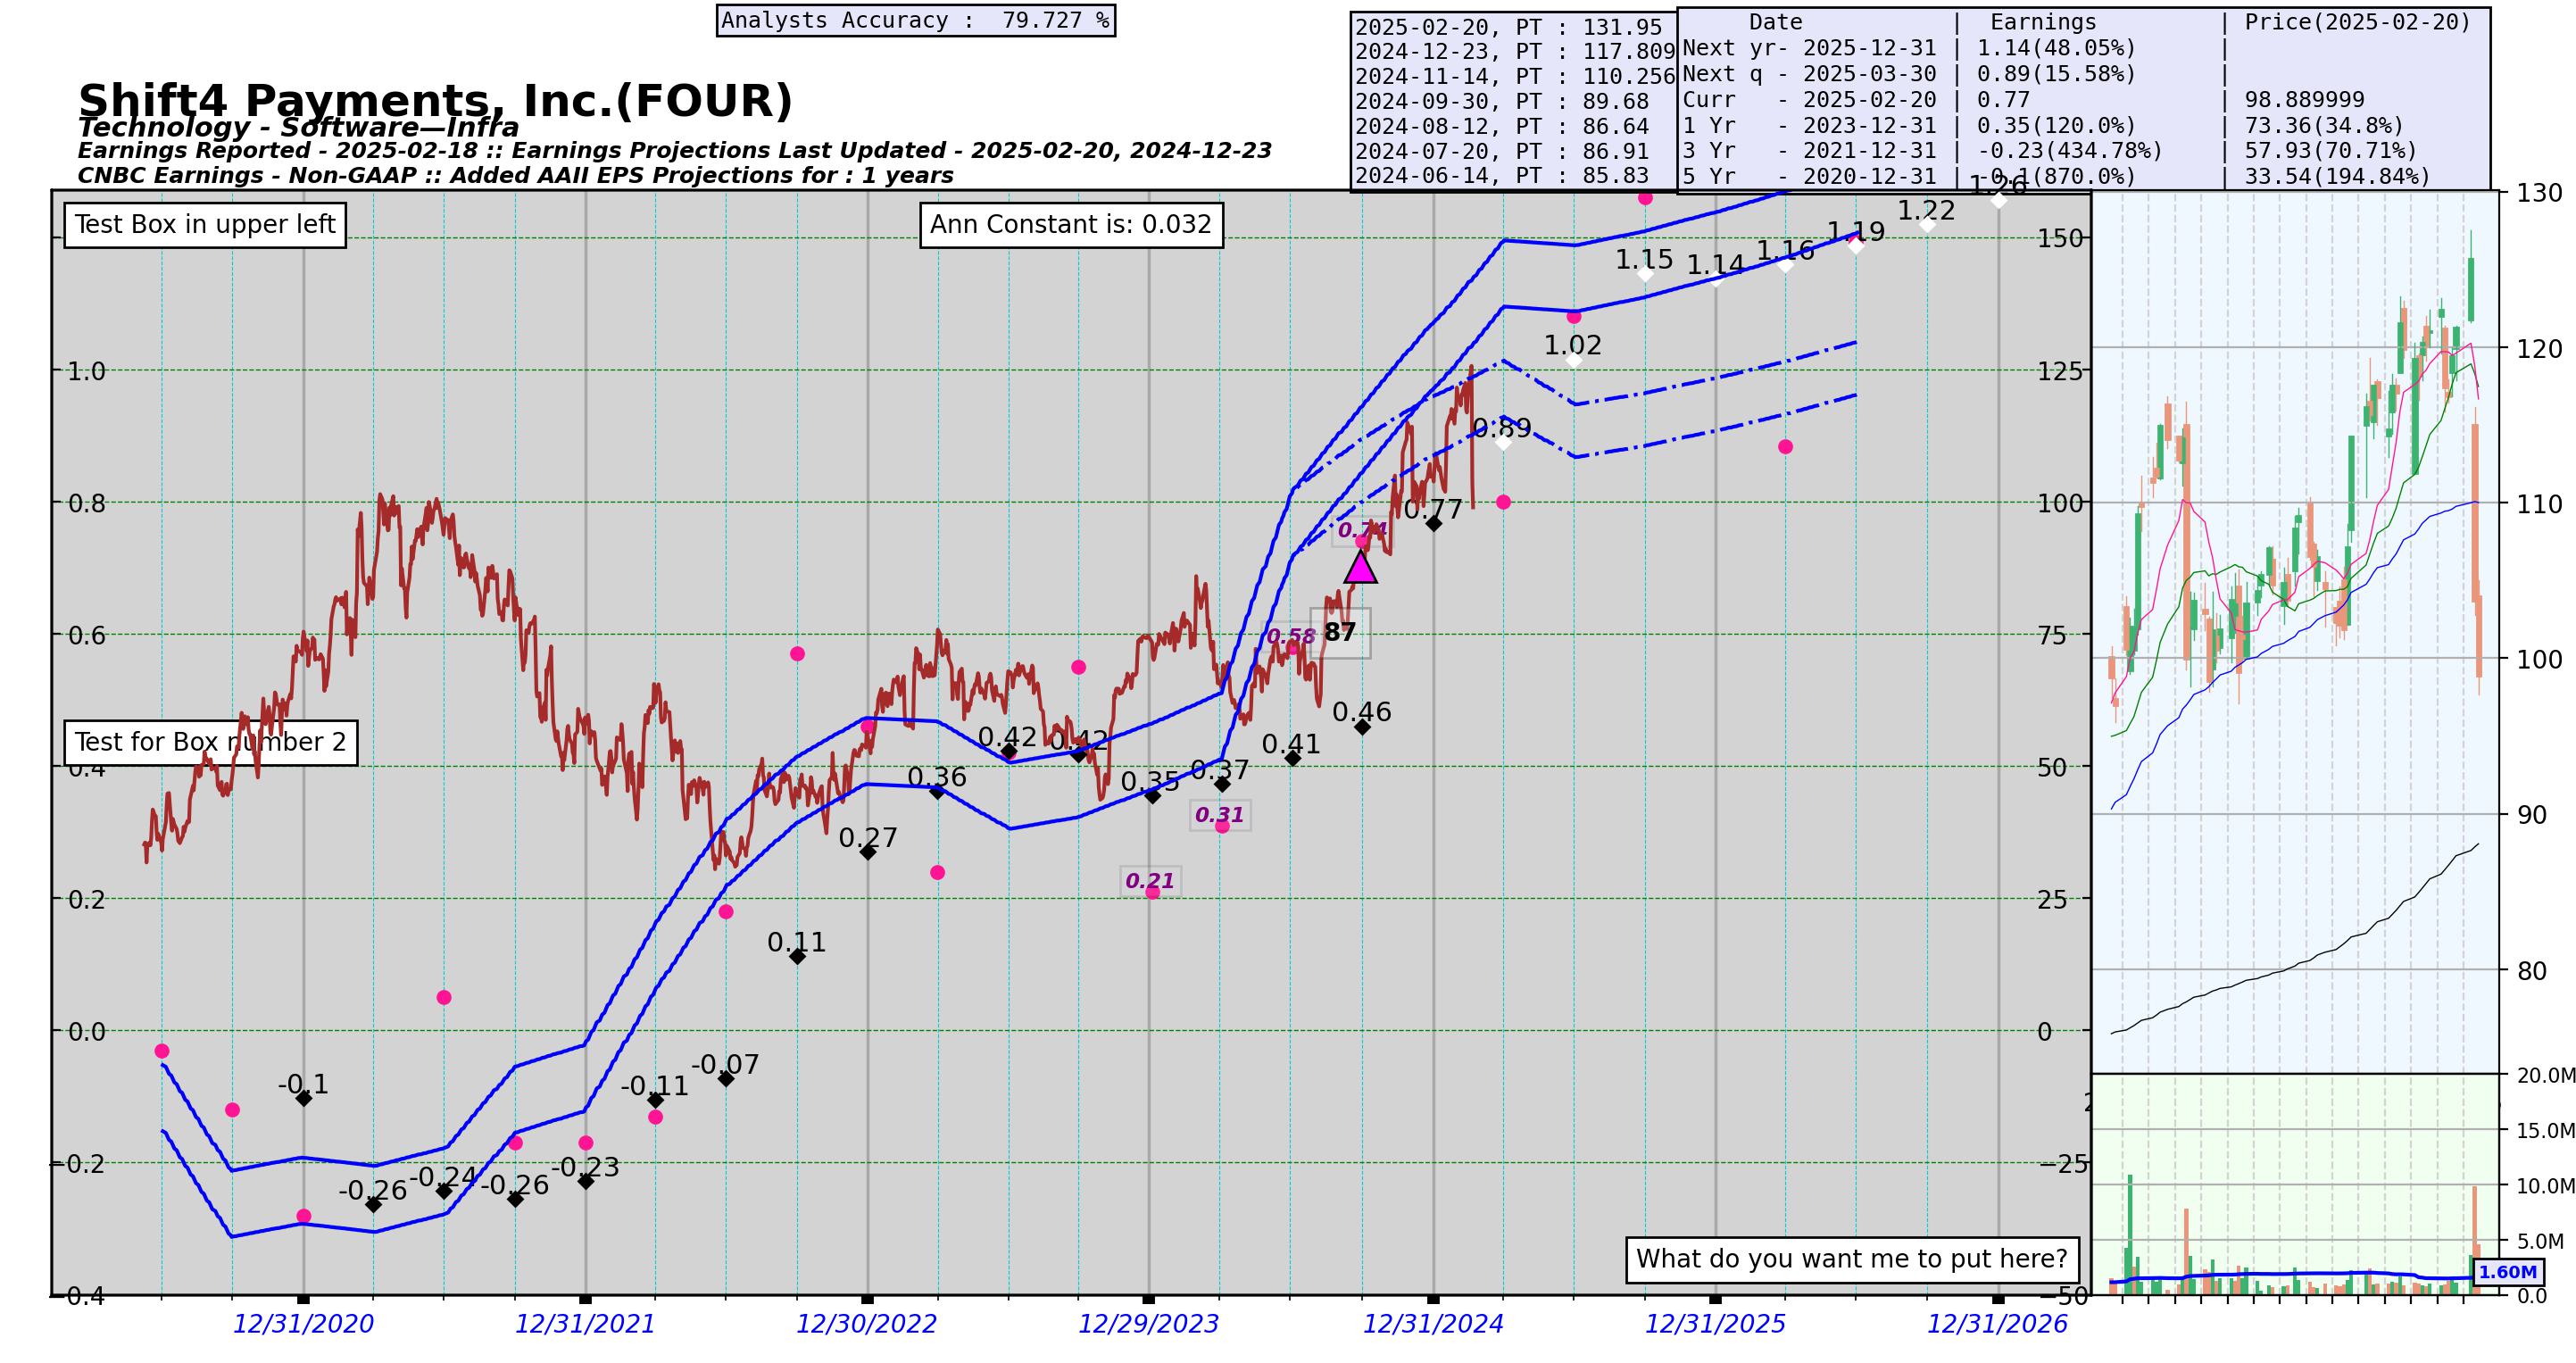 Analysts Accuracy :  79.727 %
2025-02-20, PT : 131.95
2024-12-23, PT : 117.809
2024-11-14, PT : 110.256
2024-09-30, PT : 89.68
2024-08-12, PT : 86.64
2024-07-20, PT : 86.91
2024-06-14, PT : 85.83
Date | Earnings | Price(2025-02-20)
Next yr- 2025-12-31 | 1.14(48.05%) |
Next q - 2025-03-30 | 0.89(15.58%) |
Curr - 2025-02-20 | 0.77 | 98.889999
1 Yr - 2023-12-31 | 0.35(120.0%) | 73.36(34.8%)
3 Yr - 2021-12-31 | -0.23(434.78%) | 57.93(70.71%)
5 Yr - 2020-12-31 | -0.1(870.0%) | 33.54(194.84%)
Shift4 Payments, Inc.(FOUR)
Technology - Software—Infra
Earnings Reported - 2025-02-18 :: Earnings Projections Last Updated - 2025-02-20, 2024-12-23
CNBC Earnings - Non-GAAP :: Added AAII EPS Projections for : 1 years
Test Box in upper left
Ann Constant is: 0.032
Test for Box number 2
What do you want me to put here?
1.0
0.8
0.6
0.4
0.2
0.0
−0.2
−0.4
-0.1
-0.26
-0.24
-0.26
-0.23
-0.11
-0.07
0.11
0.27
0.36
0.42
0.42
0.35
0.37
0.41
0.46
0.77
0.89
1.02
1.15
1.14
1.16
1.19
1.22
1.26
0.21
0.31
0.58
0.74
87
150
125
100
75
50
25
0
−25
−50
130
120
110
100
90
80
20.0M
15.0M
10.0M
5.0M
1.60M
0.0
12/31/2020
12/31/2021
12/30/2022
12/29/2023
12/31/2024
12/31/2025
12/31/2026